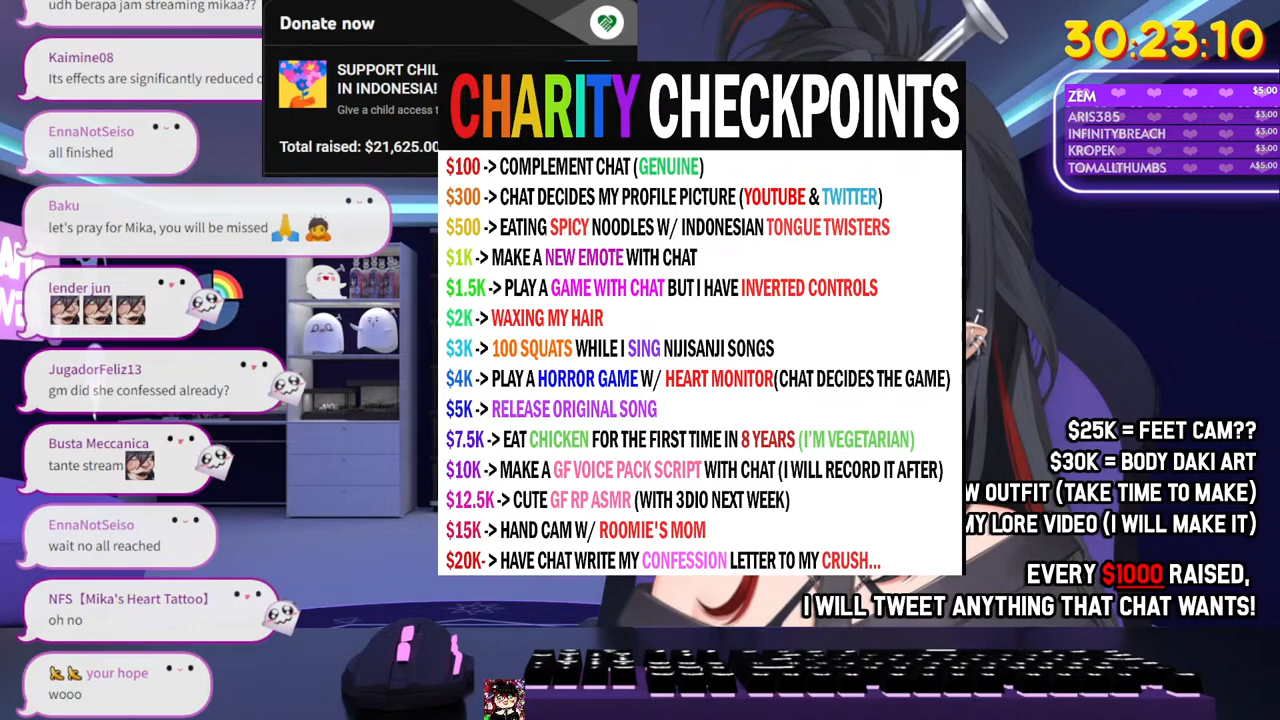 udh berapa jam streaming mikaa??
Kaimine08
Its effects are significantly reduced
EnnaNotSeiso
all finished
Baku
let's pray for Mika, you will be missed 🙏 🙇
lender jun
JugadorFeliz13
gm did she confessed already?
Busta Meccanica
tante stream
EnnaNotSeiso
wait no all reached
NFS【Mika's Heart Tattoo】
oh no
your hope
wooo
Donate now
SUPPORT CHIL
IN INDONESIA!
Give a child access t
Total raised: $21,625.00
CHARITY CHECKPOINTS
$100 -> COMPLEMENT CHAT (GENUINE)
$300 -> CHAT DECIDES MY PROFILE PICTURE (YOUTUBE & TWITTER)
$500 -> EATING SPICY NOODLES W/ INDONESIAN TONGUE TWISTERS
$1K -> MAKE A NEW EMOTE WITH CHAT
$1.5K -> PLAY A GAME WITH CHAT BUT I HAVE INVERTED CONTROLS
$2K -> WAXING MY HAIR
$3K -> 100 SQUATS WHILE I SING NIJISANJI SONGS
$4K -> PLAY A HORROR GAME W/ HEART MONITOR(CHAT DECIDES THE GAME)
$5K -> RELEASE ORIGINAL SONG
$7.5K -> EAT CHICKEN FOR THE FIRST TIME IN 8 YEARS (I'M VEGETARIAN)
$10K -> MAKE A GF VOICE PACK SCRIPT WITH CHAT (I WILL RECORD IT AFTER)
$12.5K -> CUTE GF RP ASMR (WITH 3DIO NEXT WEEK)
$15K -> HAND CAM W/ ROOMIE'S MOM
$20K- > HAVE CHAT WRITE MY CONFESSION LETTER TO MY CRUSH...
30:23:10
ZEM $5.00
ARIS385 $3.00
INFINITYBREACH $3.00
KROPEK $3.00
TOMALLTHUMBS A$5.00
$25K = FEET CAM??
$30K = BODY DAKI ART
W OUTFIT (TAKE TIME TO MAKE)
MY LORE VIDEO (I WILL MAKE IT)
EVERY $1000 RAISED,
I WILL TWEET ANYTHING THAT CHAT WANTS!